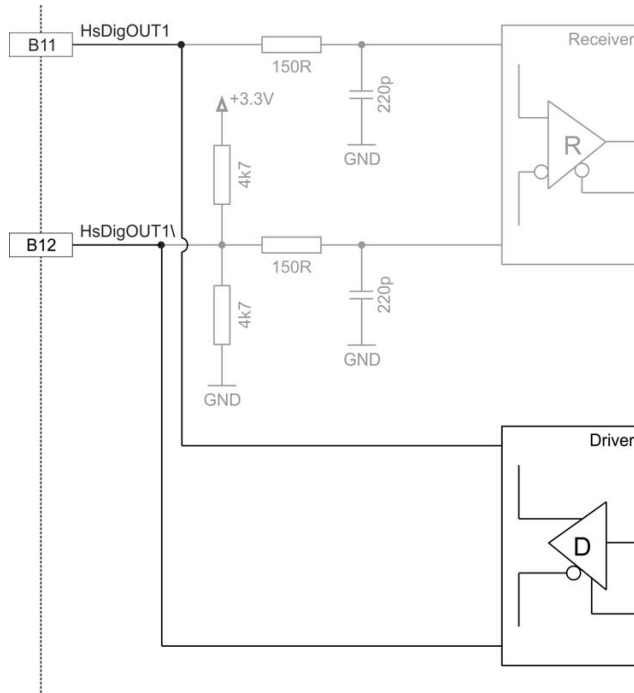 HsDigOUT1
B11
150R
220p
GND
Receiver
R
+3.3V
4k7
HsDigOUT1\
B12
150R
220p
GND
4k7
GND
Driver
D